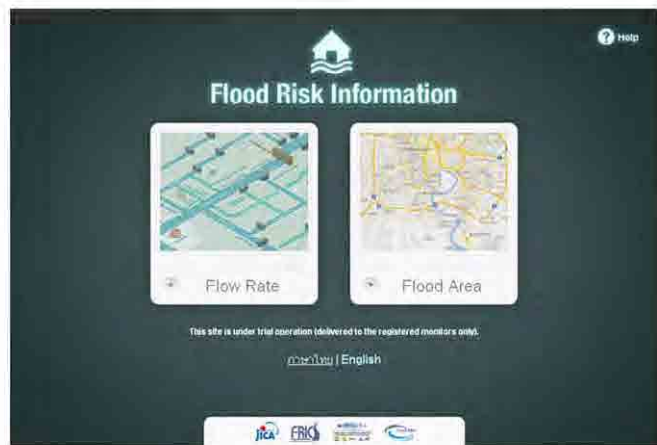 Help
Flood Risk Information
Flow Rate
Flood Area
This site is under trial operation (delivered to the registered monitors only).
ภาษาไทย | English
JICA FRICS